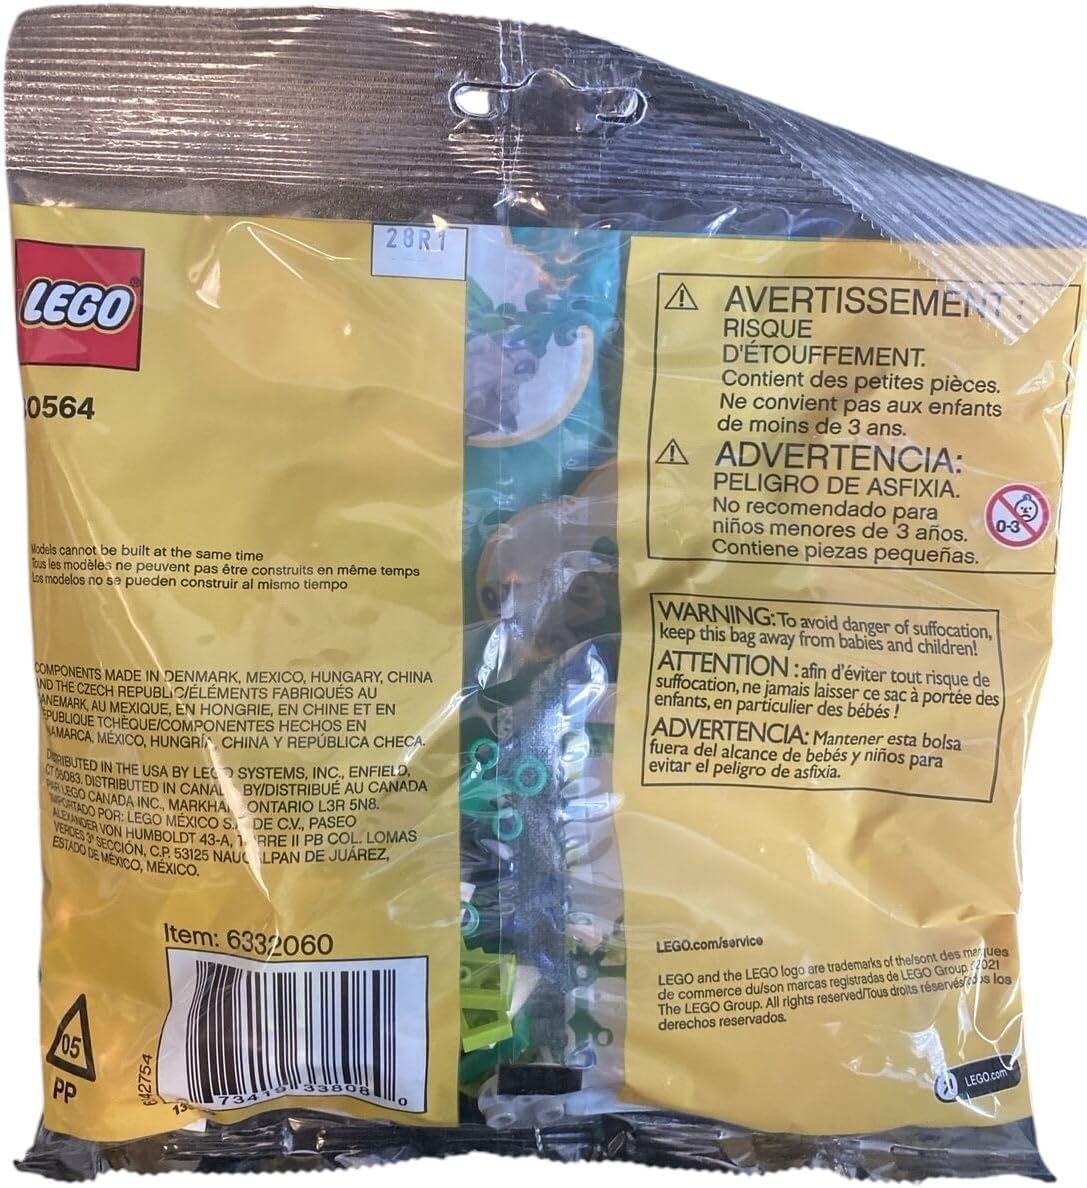 28R1
LEGO
0564
Models cannot be built at the same time
Tous les modèles ne peuvent pas être construits en même temps
Los modelos no se pueden construir al mismo tiempo
COMPONENTS MADE IN DENMARK, MEXICO, HUNGARY, CHINA
AND THE CZECH REPUBLIC/ÉLÉMENTS FABRIQUÉS AU
DANEMARK, AU MEXIQUE, EN HONGRIE, EN CHINE ET EN
RÉPUBLIQUE TCHÈQUE/COMPONENTES HECHOS EN
DINAMARCA, MÉXICO, HUNGRÍA, CHINA Y REPÚBLICA CHECA.
DISTRIBUTED IN THE USA BY LEGO SYSTEMS, INC., ENFIELD,
CT 06083. DISTRIBUTED IN CANADA BY/DISTRIBUÉ AU CANADA
PAR LEGO CANADA INC., MARKHAM, ONTARIO L3R 5N8.
IMPORTADO POR: LEGO MÉXICO S.A. DE C.V., PASEO
ALEXANDER VON HUMBOLDT 43-A, TORRE II PB COL. LOMAS
VERDES 3ª SECCIÓN, C.P. 53125 NAUCALPAN DE JUÁREZ,
ESTADO DE MÉXICO, MÉXICO.
Item: 6332060
05
PP
642754
73419 33808 0
AVERTISSEMENT :
RISQUE
D'ÉTOUFFEMENT.
Contient des petites pièces.
Ne convient pas aux enfants
de moins de 3 ans.
ADVERTENCIA:
PELIGRO DE ASFIXIA.
No recomendado para
niños menores de 3 años.
Contiene piezas pequeñas.
0-3
WARNING: To avoid danger of suffocation,
keep this bag away from babies and children!
ATTENTION : afin d'éviter tout risque de
suffocation, ne jamais laisser ce sac à portée des
enfants, en particulier des bébés !
ADVERTENCIA: Mantener esta bolsa
fuera del alcance de bebés y niños para
evitar el peligro de asfixia.
LEGO.com/service
LEGO and the LEGO logo are trademarks of the/sont des marques
de commerce du/son marcas registradas de LEGO Group. ©2021
The LEGO Group. All rights reserved/Tous droits réservés/Todos los
derechos reservados.
LEGO.com